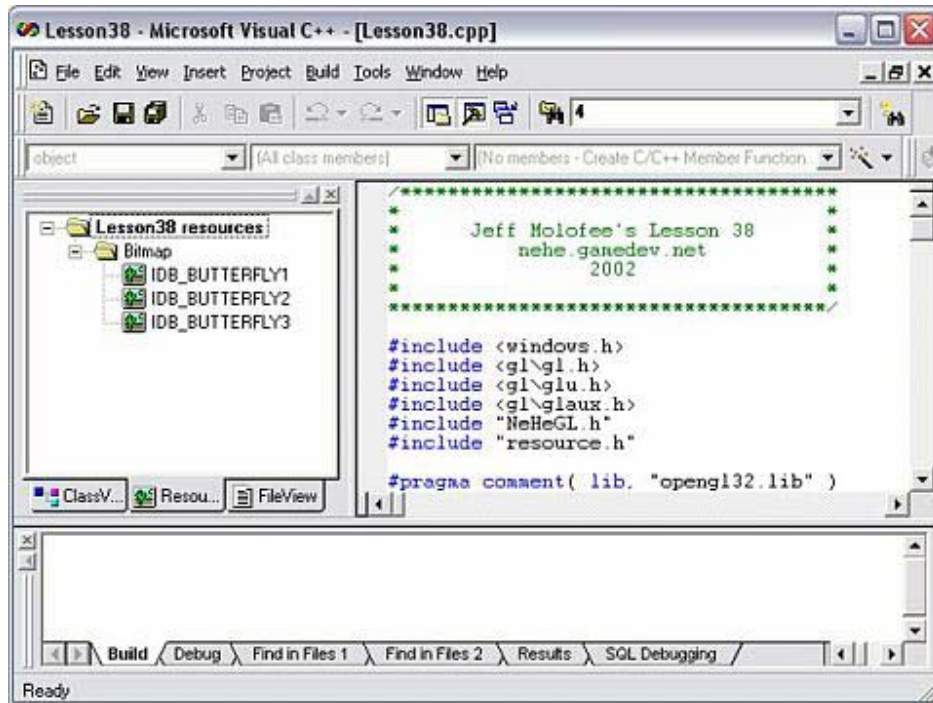 Lesson38 - Microsoft Visual C++ - [Lesson38.cpp]
File Edit View Insert Project Build Tools Window Help
4
object (All class members) (No members - Create C/C++ Member Function
Lesson38 resources
Bitmap
IDB_BUTTERFLY1
IDB_BUTTERFLY2
IDB_BUTTERFLY3
ClassV... Resou... FileView
/**************************************
* *
* Jeff Molofee's Lesson 38 *
* nehe.gamedev.net *
* 2002 *
* *
**************************************/
#include <windows.h>
#include <gl\gl.h>
#include <gl\glu.h>
#include <gl\glaux.h>
#include "NeHeGL.h"
#include "resource.h"
#pragma comment( lib, "opengl32.lib" )
Build Debug Find in Files 1 Find in Files 2 Results SQL Debugging
Ready